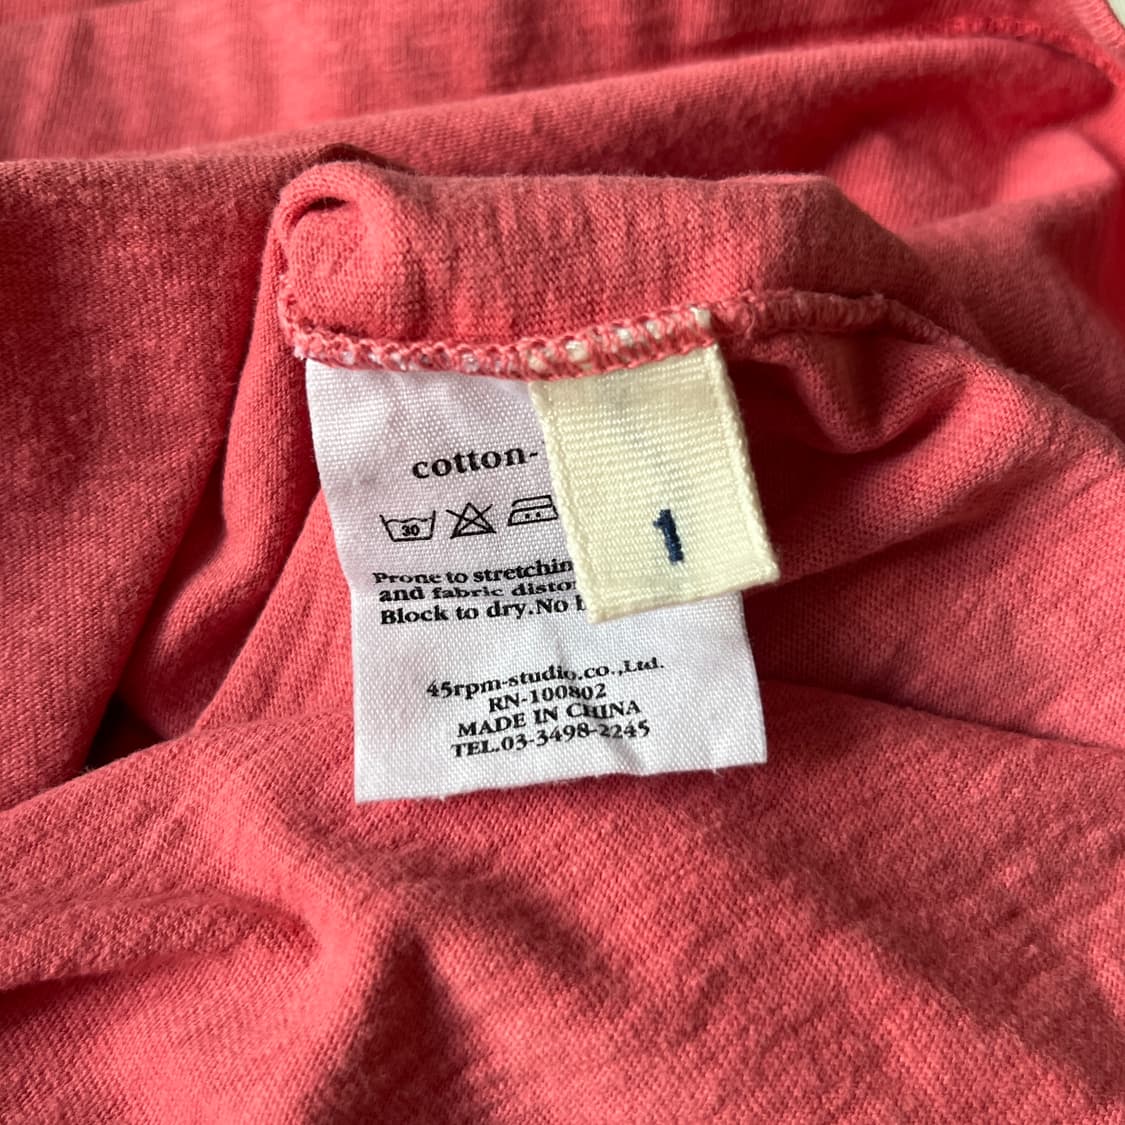 cotton-
30
1
Prone to stretchin
and fabric disto
Block to dry.No
45rpm-studio.co.,Ltd.
RN-100802
MADE IN CHINA
TEL.03-3498-2245